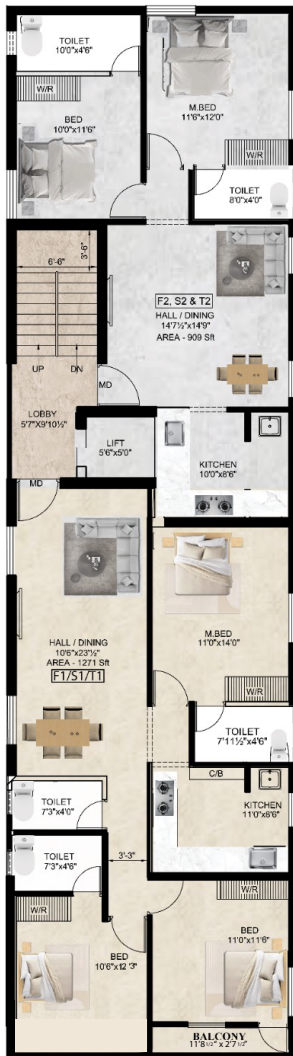 TOILET
10'0"x4'6"
W/R
BED
10'0"x11'6"
M.BED
11'6"x12'0"
W/R
TOILET
8'0"x4'0"
3'-6"
6'-6"
UP
DN
F2, S2 & T2
HALL / DINING
14'7½"x14'9"
AREA - 909 Sft
MD
LOBBY
5'7"X9'10½"
LIFT
5'6"x5'0"
KITCHEN
10'0"x8'6"
MD
HALL / DINING
10'6"x23'½"
AREA - 1271 Sft
F1/S1/T1
M.BED
11'0"x14'0"
W/R
TOILET
7'11½"x4'6"
C/B
KITCHEN
11'0"x8'6"
TOILET
7'3"x4'0"
TOILET
7'3"x4'6"
3'-3"
W/R
BED
10'6"x12'3"
W/R
BED
11'0"x11'6"
BALCONY
11'8 1/2" x 2'7 1/2"